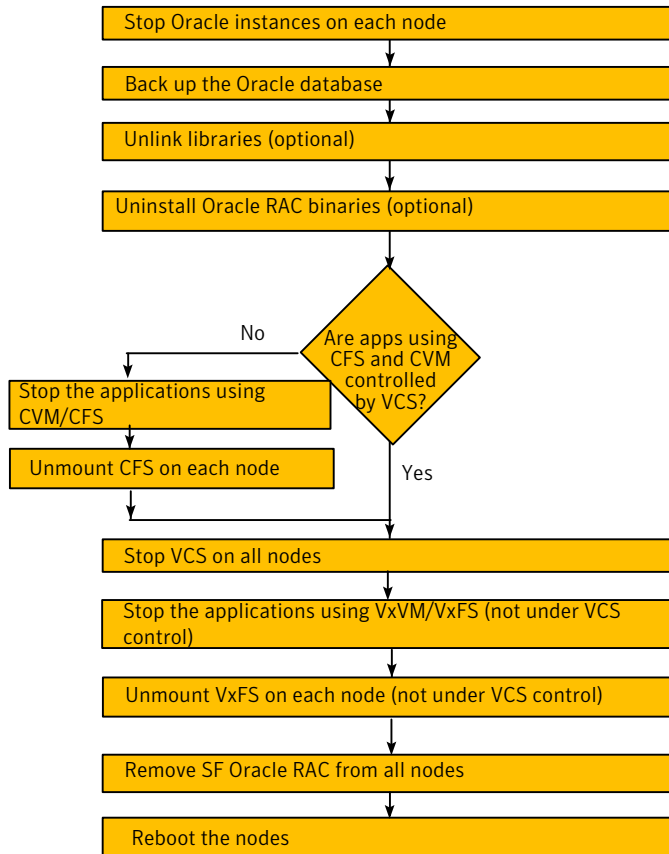 Stop Oracle instances on each node
Back up the Oracle database
Unlink libraries (optional)
Uninstall Oracle RAC binaries (optional)
No
Are apps using
CFS and CVM
controlled
by VCS?
Stop the applications using
CVM/CFS
Unmount CFS on each node
Yes
Stop VCS on all nodes
Stop the applications using VxVM/VxFS (not under VCS
control)
Unmount VxFS on each node (not under VCS control)
Remove SF Oracle RAC from all nodes
Reboot the nodes